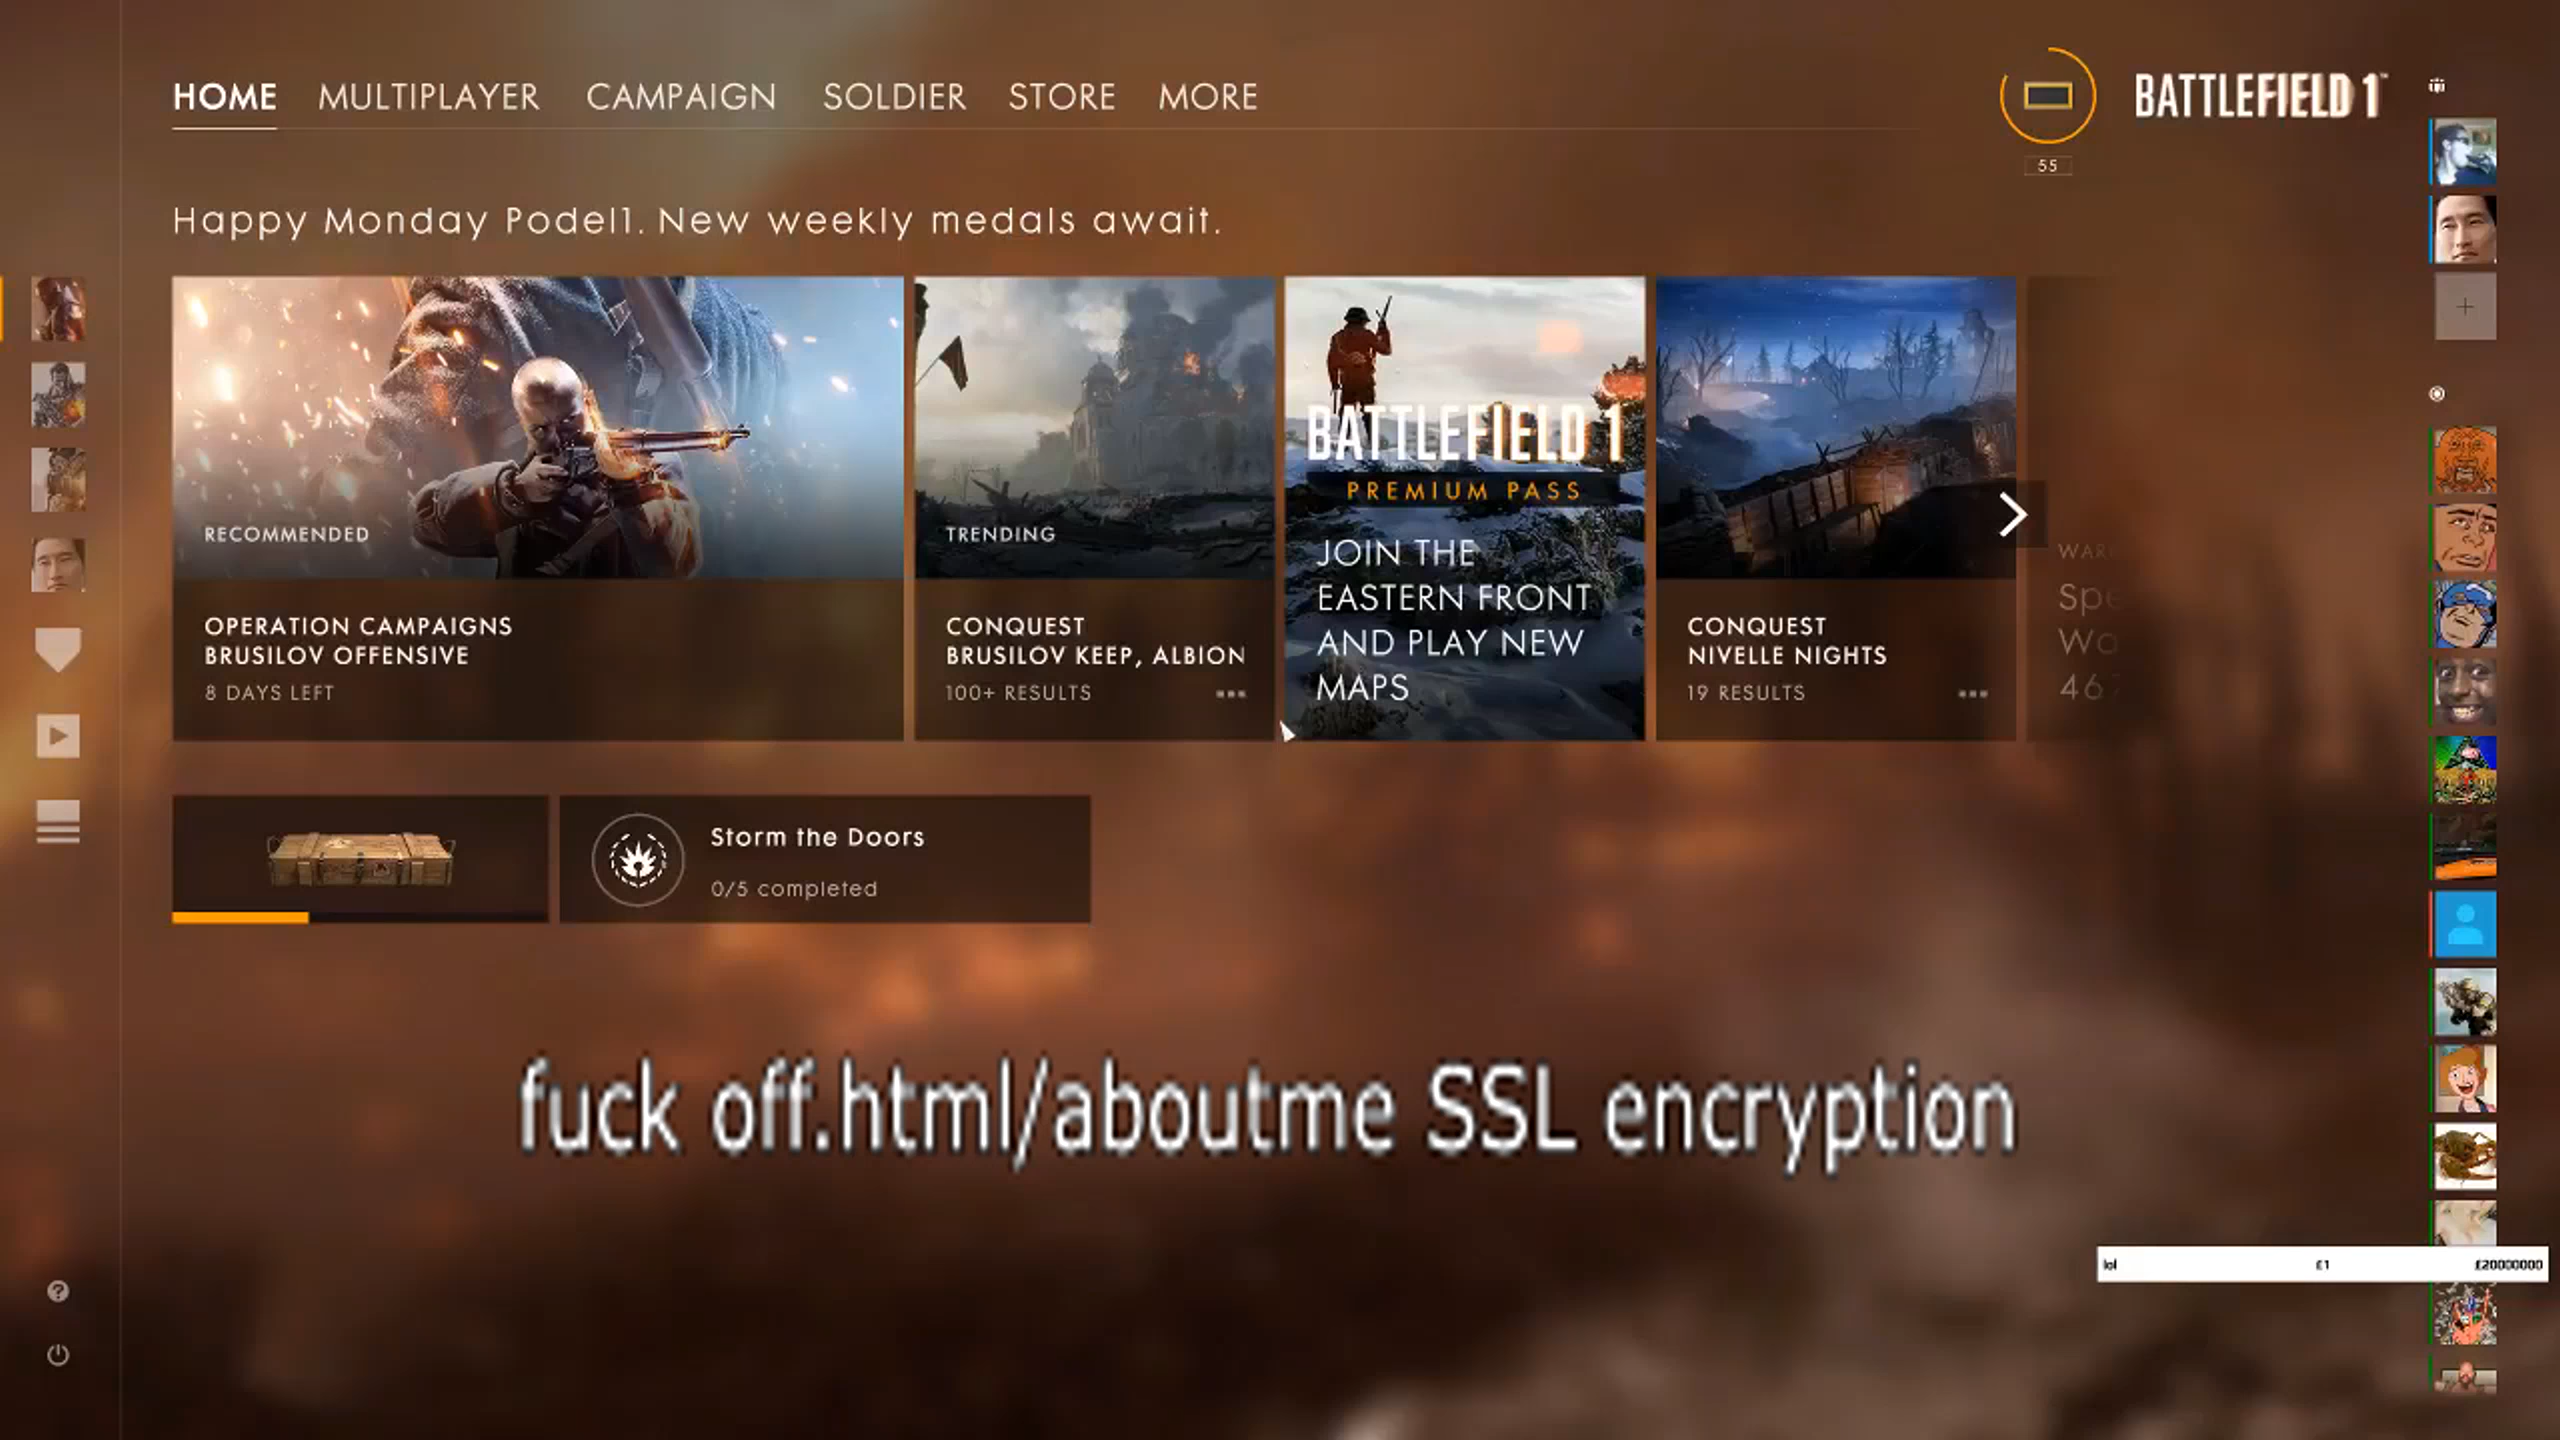 HOME MULTIPLAYER CAMPAIGN SOLDIER STORE MORE
BATTLEFIELD 1
55
Happy Monday Podel1. New weekly medals await.
RECOMMENDED
OPERATION CAMPAIGNS
BRUSILOV OFFENSIVE
8 DAYS LEFT
TRENDING
CONQUEST
BRUSILOV KEEP, ALBION
100+ RESULTS
BATTLEFIELD 1
PREMIUM PASS
JOIN THE
EASTERN FRONT
AND PLAY NEW
MAPS
CONQUEST
NIVELLE NIGHTS
19 RESULTS
Storm the Doors
0/5 completed
fuck off.html/aboutme SSL encryption
lol £1 £20000000